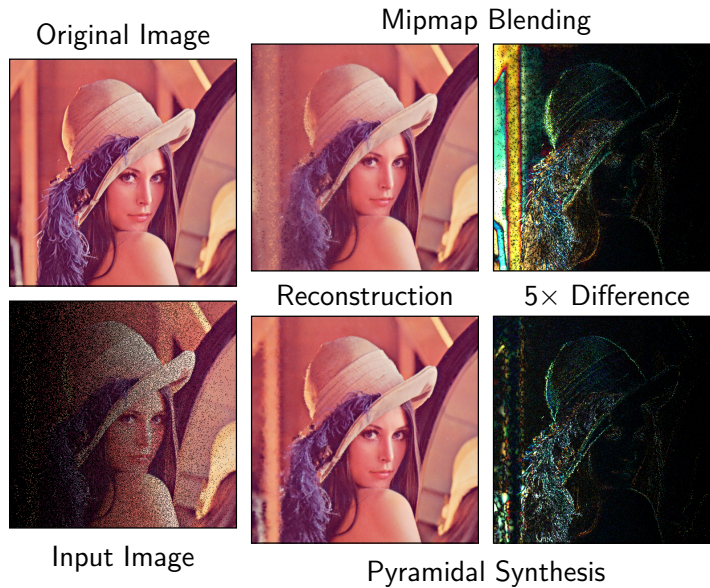 Original Image
Mipmap Blending
Reconstruction
5× Difference
Input Image
Pyramidal Synthesis